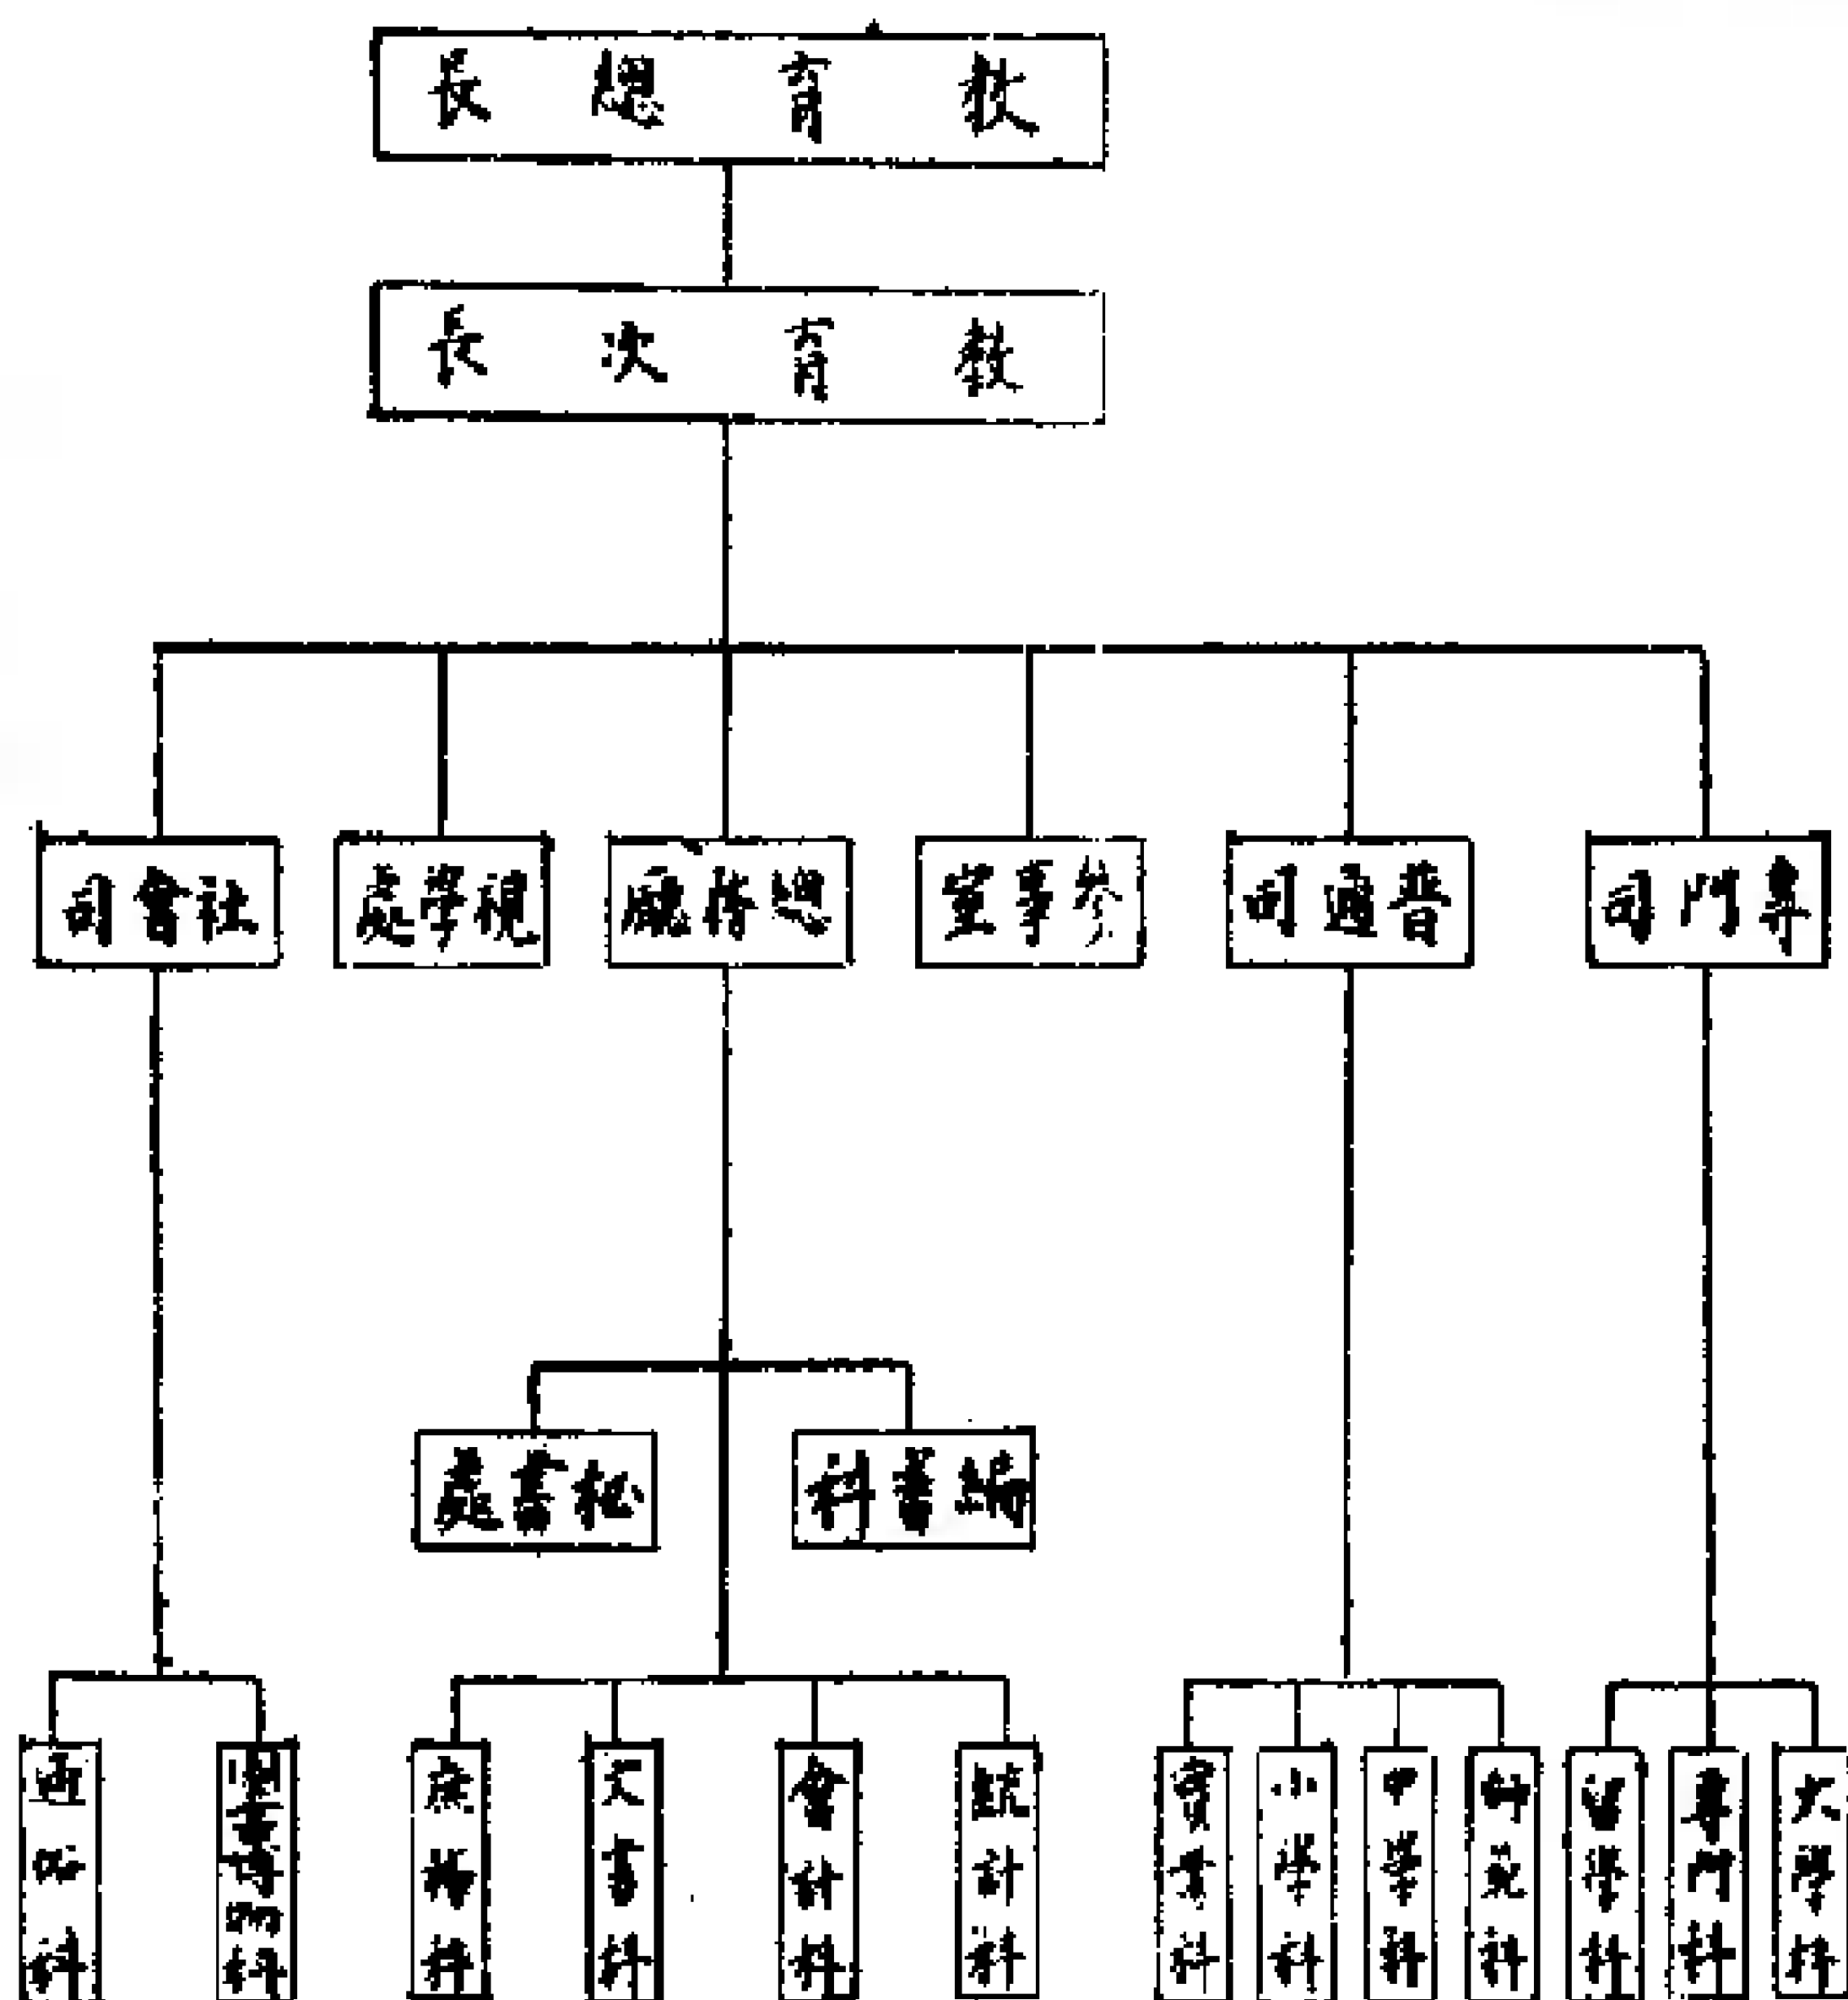 教育總長
教育次長
專門司
普通司
參事室
總務廳
視學處
社會司
編書科
秘書處
大學科
專門科
留學科
科
中學科
小學科
實業科
統計科
會計科
文書科
庶務科
圖書博物科
通俗科